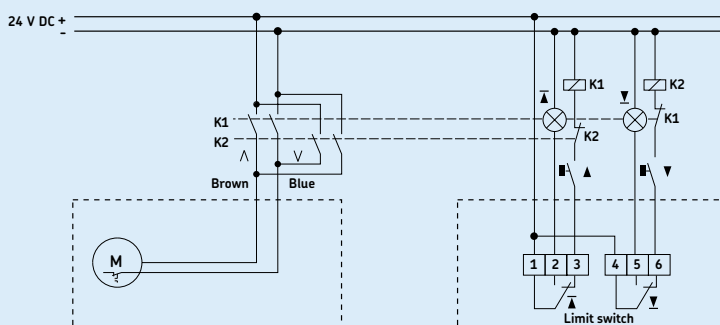 24 V DC +
-
K1
K2
K1
K2
K1
K2
Brown
Blue
M
1 2 3 4 5 6
Limit switch